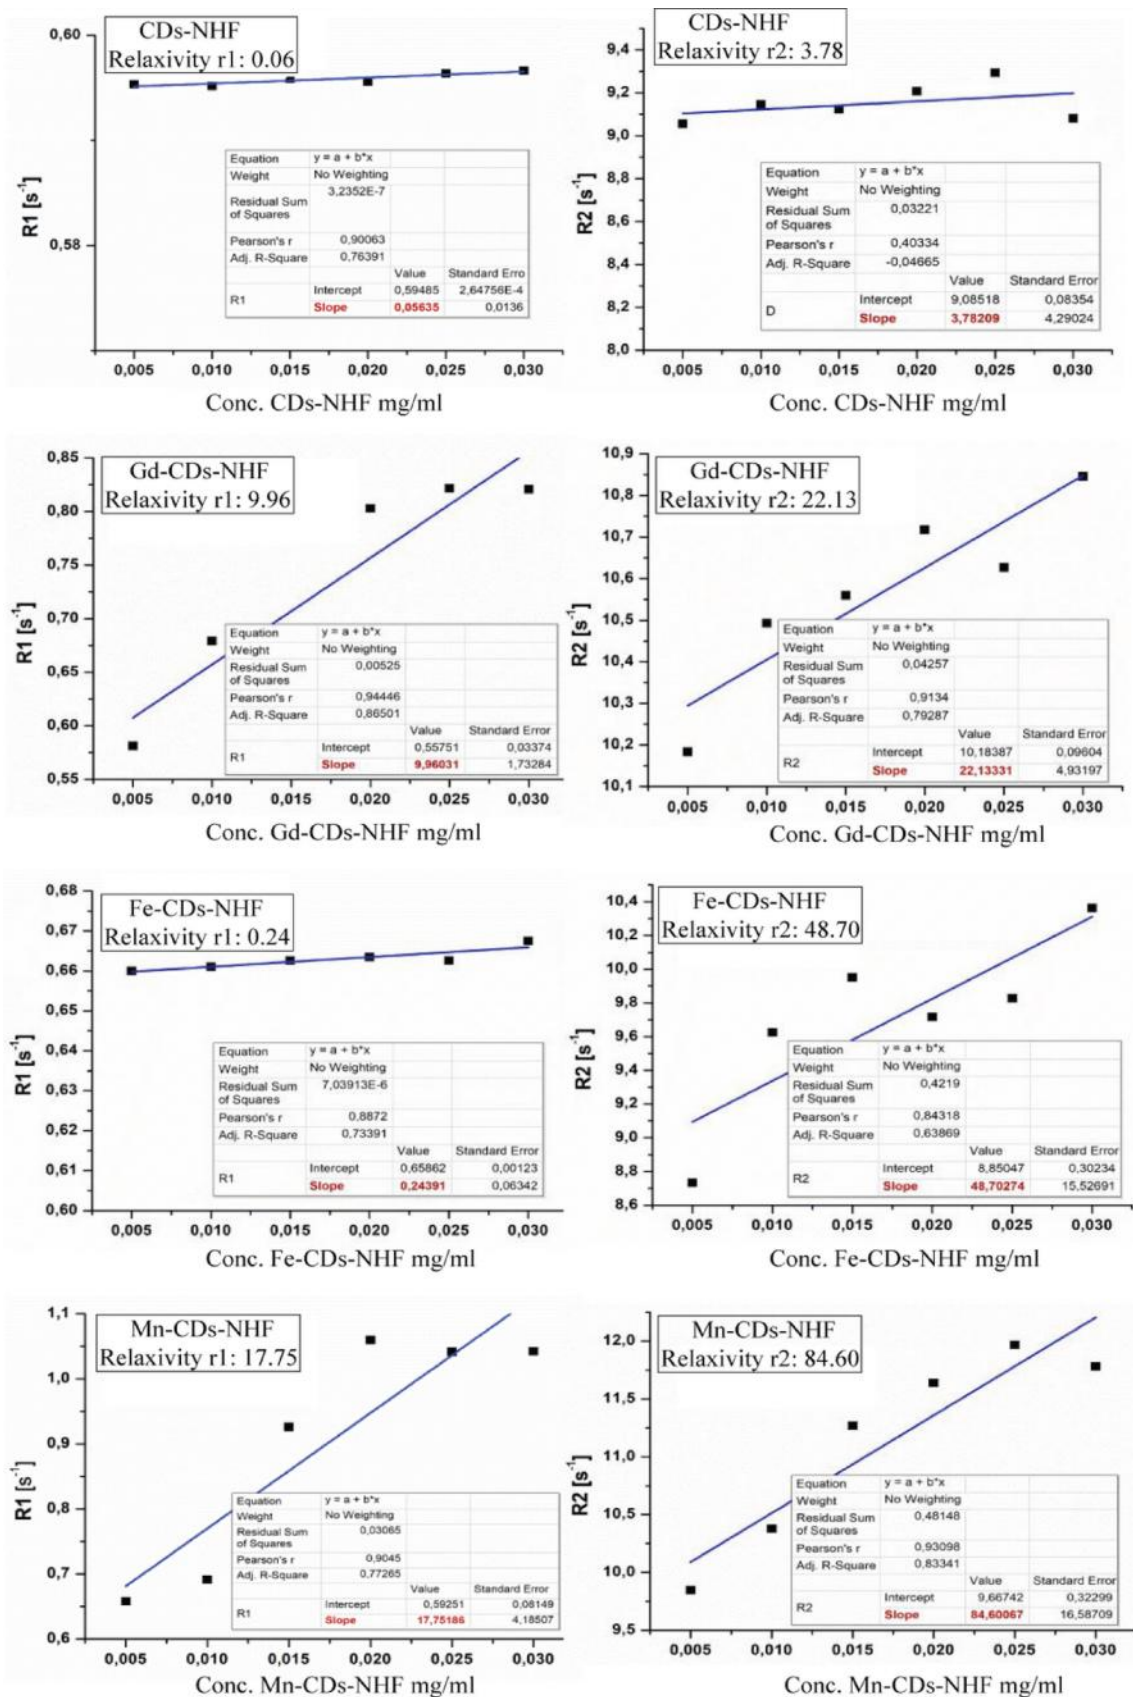 CDs-NHF
Relaxivity r1: 0.06
0,60
0,58
R1 [s⁻¹]
Equation y = a + b*x
Weight No Weighting
Residual Sum of Squares 3,2352E-7
Pearson's r 0,90063
Adj. R-Square 0,76391
Value Standard Erro
R1 Intercept 0,59485 2,64756E-4
Slope 0,05635 0,0136
0,005 0,010 0,015 0,020 0,025 0,030
Conc. CDs-NHF mg/ml
CDs-NHF
Relaxivity r2: 3.78
9,4
9,2
9,0
8,8
8,6
8,4
8,2
8,0
R2 [s⁻¹]
Equation y = a + b*x
Weight No Weighting
Residual Sum of Squares 0,03221
Pearson's r 0,40334
Adj. R-Square -0,04665
Value Standard Error
D Intercept 9,08518 0,08354
Slope 3,78209 4,29024
0,005 0,010 0,015 0,020 0,025 0,030
Conc. CDs-NHF mg/ml
Gd-CDs-NHF
Relaxivity r1: 9.96
0,85
0,80
0,75
0,70
0,65
0,60
0,55
R1 [s⁻¹]
Equation y = a + b*x
Weight No Weighting
Residual Sum of Squares 0,00525
Pearson's r 0,94446
Adj. R-Square 0,86501
Value Standard Error
R1 Intercept 0,55751 0,03374
Slope 9,96031 1,73284
0,005 0,010 0,015 0,020 0,025 0,030
Conc. Gd-CDs-NHF mg/ml
Gd-CDs-NHF
Relaxivity r2: 22.13
10,9
10,8
10,7
10,6
10,5
10,4
10,3
10,2
10,1
R2 [s⁻¹]
Equation y = a + b*x
Weight No Weighting
Residual Sum of Squares 0,04257
Pearson's r 0,9134
Adj. R-Square 0,79287
Value Standard Error
R2 Intercept 10,18387 0,09604
Slope 22,13331 4,93197
0,005 0,010 0,015 0,020 0,025 0,030
Conc. Gd-CDs-NHF mg/ml
Fe-CDs-NHF
Relaxivity r1: 0.24
0,68
0,67
0,66
0,65
0,64
0,63
0,62
0,61
0,60
R1 [s⁻¹]
Equation y = a + b*x
Weight No Weighting
Residual Sum of Squares 7,03913E-6
Pearson's r 0,8872
Adj. R-Square 0,73391
Value Standard Error
R1 Intercept 0,65862 0,00123
Slope 0,24391 0,06342
0,005 0,010 0,015 0,020 0,025 0,030
Conc. Fe-CDs-NHF mg/ml
Fe-CDs-NHF
Relaxivity r2: 48.70
10,4
10,2
10,0
9,8
9,6
9,4
9,2
9,0
8,8
8,6
R2 [s⁻¹]
Equation y = a + b*x
Weight No Weighting
Residual Sum of Squares 0,4219
Pearson's r 0,84318
Adj. R-Square 0,63869
Value Standard Error
R2 Intercept 8,85047 0,30234
Slope 48,70274 15,52691
0,005 0,010 0,015 0,020 0,025 0,030
Conc. Fe-CDs-NHF mg/ml
Mn-CDs-NHF
Relaxivity r1: 17.75
1,1
1,0
0,9
0,8
0,7
0,6
R1 [s⁻¹]
Equation y = a + b*x
Weight No Weighting
Residual Sum of Squares 0,03065
Pearson's r 0,9045
Adj. R-Square 0,77265
Value Standard Error
R1 Intercept 0,59251 0,08149
Slope 17,75186 4,18507
0,005 0,010 0,015 0,020 0,025 0,030
Conc. Mn-CDs-NHF mg/ml
Mn-CDs-NHF
Relaxivity r2: 84.60
12,0
11,5
11,0
10,5
10,0
9,5
R2 [s⁻¹]
Equation y = a + b*x
Weight No Weighting
Residual Sum of Squares 0,48148
Pearson's r 0,93098
Adj. R-Square 0,83341
Value Standard Error
R2 Intercept 9,66742 0,32299
Slope 84,60067 16,58709
0,005 0,010 0,015 0,020 0,025 0,030
Conc. Mn-CDs-NHF mg/ml